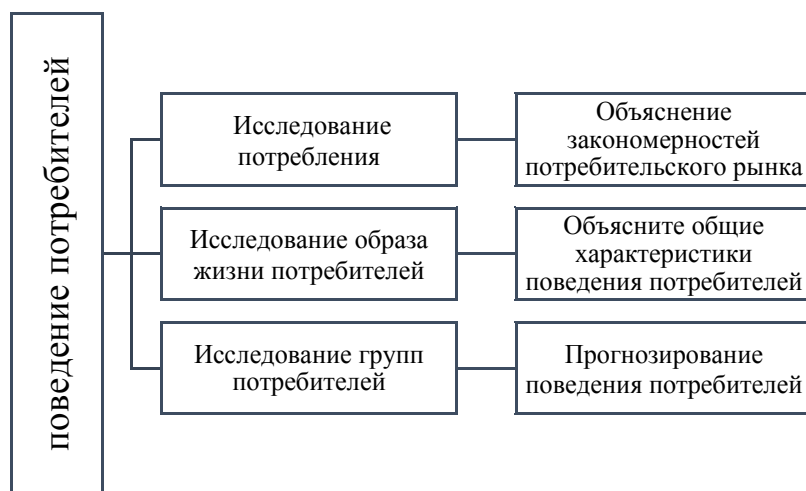 поведение потребителей
Исследование
потребления
Объяснение
закономерностей
потребительского рынка
Исследование образа
жизни потребителей
Объясните общие
характеристики
поведения потребителей
Исследование групп
потребителей
Прогнозирование
поведения потребителей